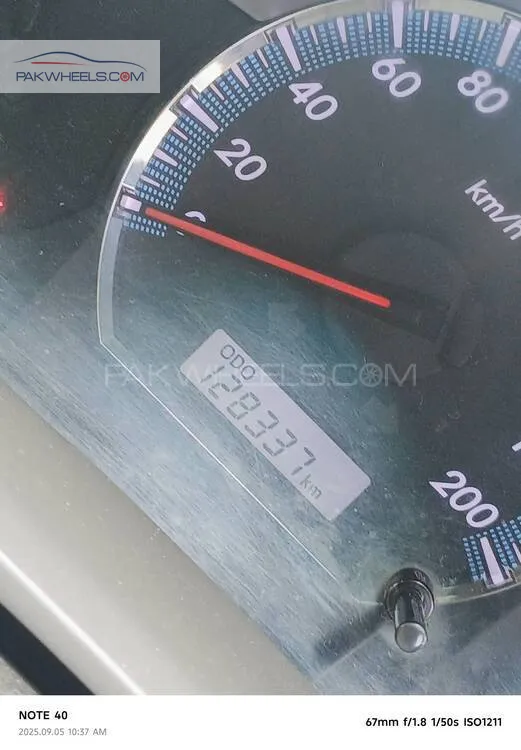 PAKWHEELS.COM
20
40
60
80
km/h
ODO
128337 km
PAKWHEELS.COM
200
NOTE 40
2025.09.05 10:37 AM
67mm f/1.8 1/50s ISO1211